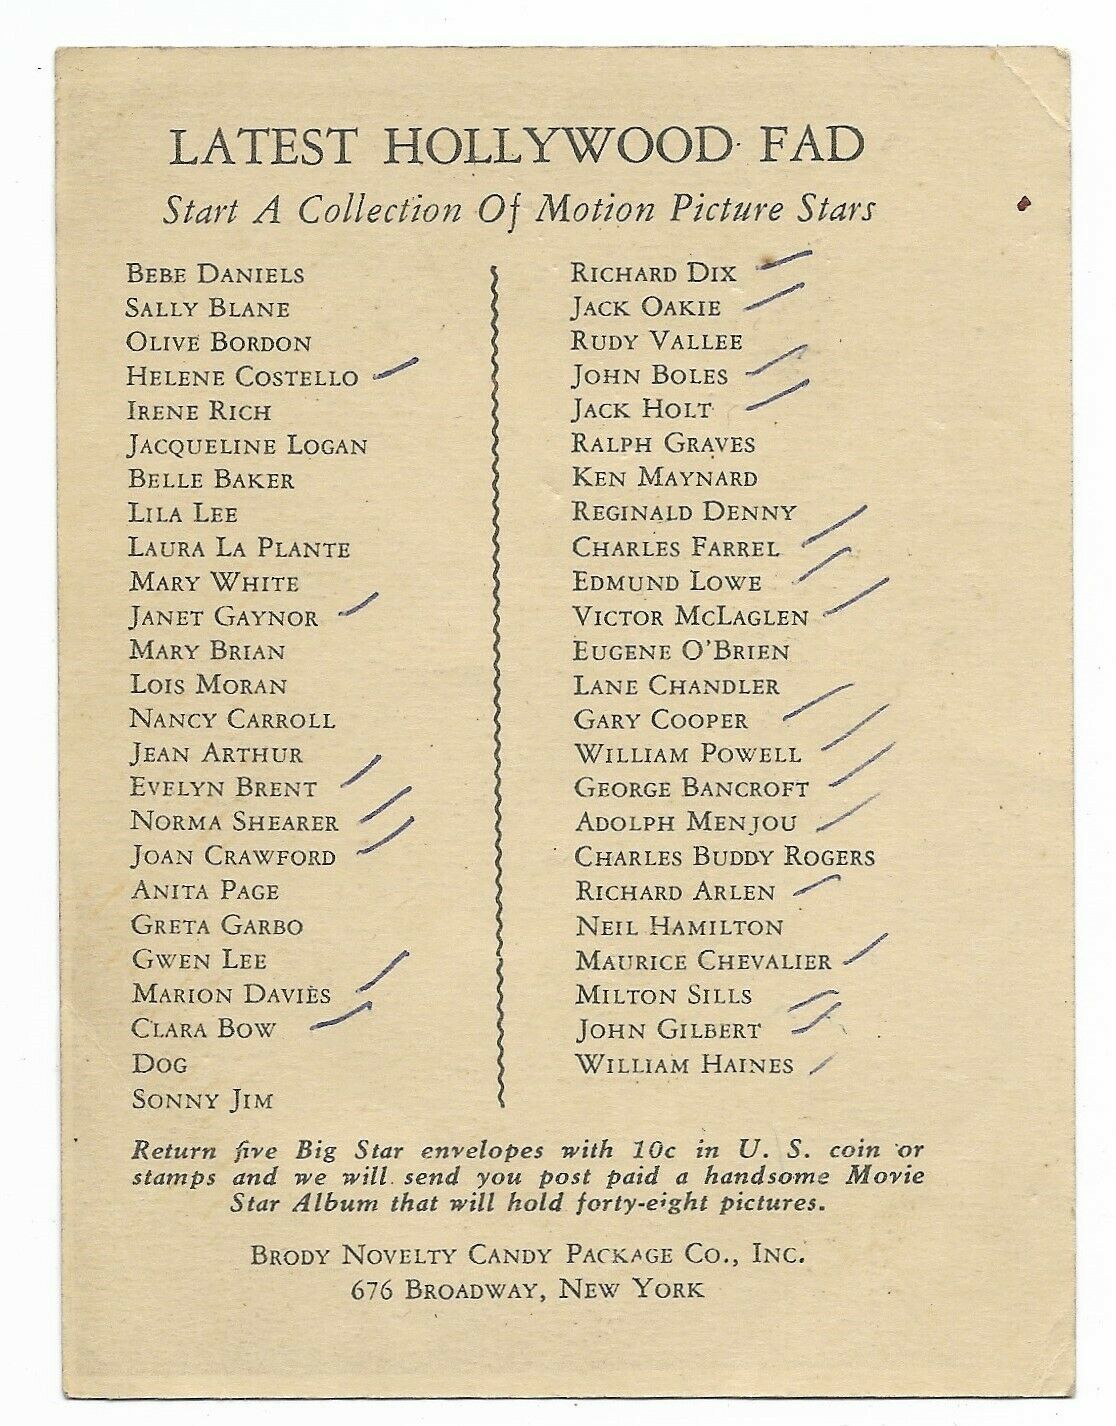 LATEST HOLLYWOOD FAD
Start A Collection Of Motion Picture Stars
BEBE DANIELS
SALLY BLANE
OLIVE BORDON
HELENE COSTELLO
IRENE RICH
JACQUELINE LOGAN
BELLE BAKER
LILA LEE
LAURA LA PLANTE
MARY WHITE
JANET GAYNOR
MARY BRIAN
LOIS MORAN
NANCY CARROLL
JEAN ARTHUR
EVELYN BRENT
NORMA SHEARER
JOAN CRAWFORD
ANITA PAGE
GRETA GARBO
GWEN LEE
MARION DAVIES
CLARA BOW
DOG
SONNY JIM
RICHARD DIX
JACK OAKIE
RUDY VALLEE
JOHN BOLES
JACK HOLT
RALPH GRAVES
KEN MAYNARD
REGINALD DENNY
CHARLES FARREL
EDMUND LOWE
VICTOR MCLAGLEN
EUGENE O'BRIEN
LANE CHANDLER
GARY COOPER
WILLIAM POWELL
GEORGE BANCROFT
ADOLPH MENJOU
CHARLES BUDDY ROGERS
RICHARD ARLEN
NEIL HAMILTON
MAURICE CHEVALIER
MILTON SILLS
JOHN GILBERT
WILLIAM HAINES
Return five Big Star envelopes with 10c in U. S. coin or
stamps and we will send you post paid a handsome Movie
Star Album that will hold forty-eight pictures.
BRODY NOVELTY CANDY PACKAGE CO., INC.
676 BROADWAY, NEW YORK